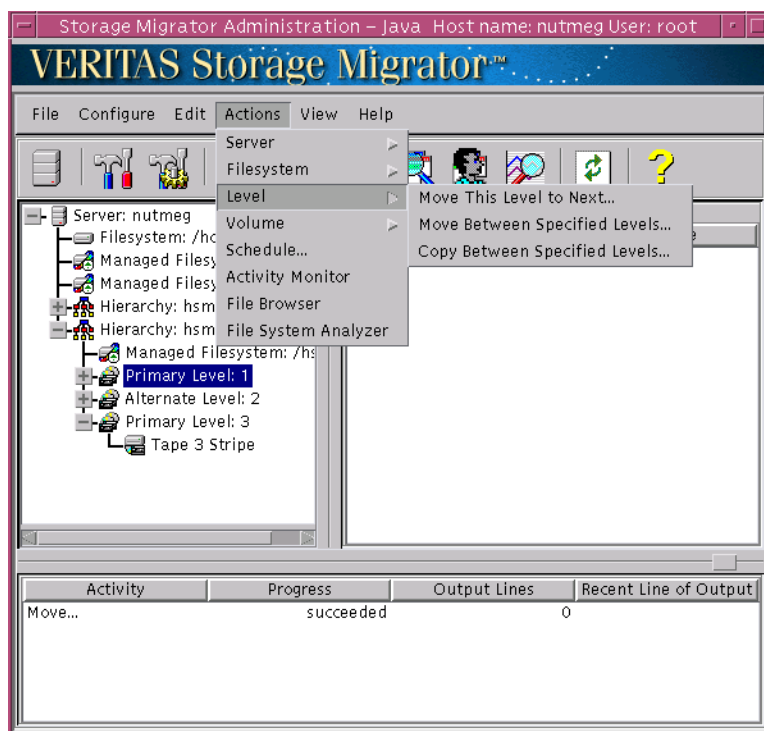 Storage Migrator Administration – Java Host name: nutmeg User: root
VERITAS Storage Migrator™
File Configure Edit Actions View Help
Server
Filesystem
Level
Volume
Schedule...
Activity Monitor
File Browser
File System Analyzer
Move This Level to Next...
Move Between Specified Levels...
Copy Between Specified Levels...
Server: nutmeg
Filesystem: /hc
Managed Filesy
Managed Filesy
Hierarchy: hsm
Hierarchy: hsm
Managed Filesystem: /hs
Primary Level: 1
Alternate Level: 2
Primary Level: 3
Tape 3 Stripe
Activity Progress Output Lines Recent Line of Output
Move... succeeded 0